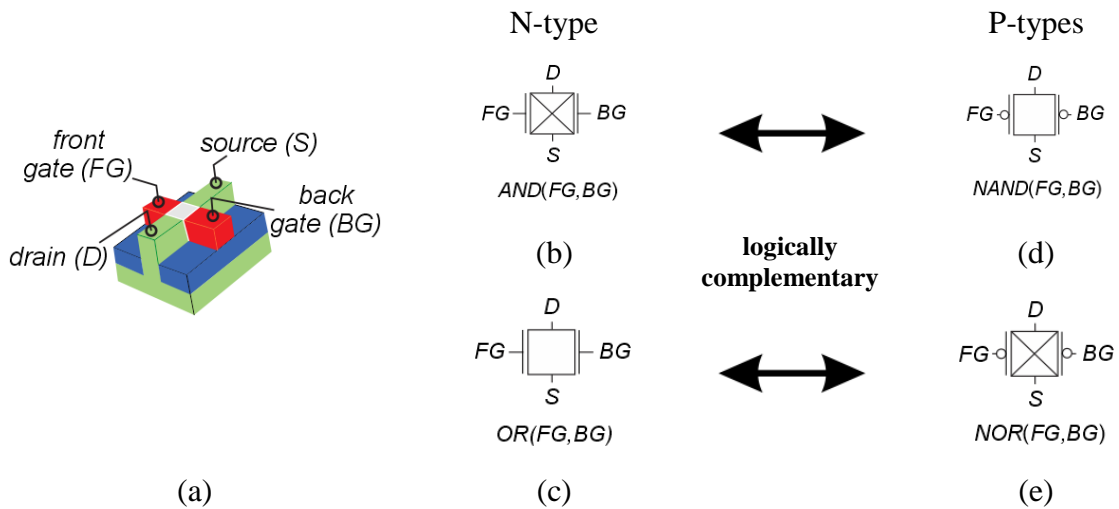 N-type
P-types
front
gate (FG)
source (S)
back
gate (BG)
drain (D)
(a)
D
FG
BG
S
AND(FG,BG)
(b)
D
FG
BG
S
NAND(FG,BG)
(d)
logically
complementary
D
FG
BG
S
OR(FG,BG)
(c)
D
FG
BG
S
NOR(FG,BG)
(e)